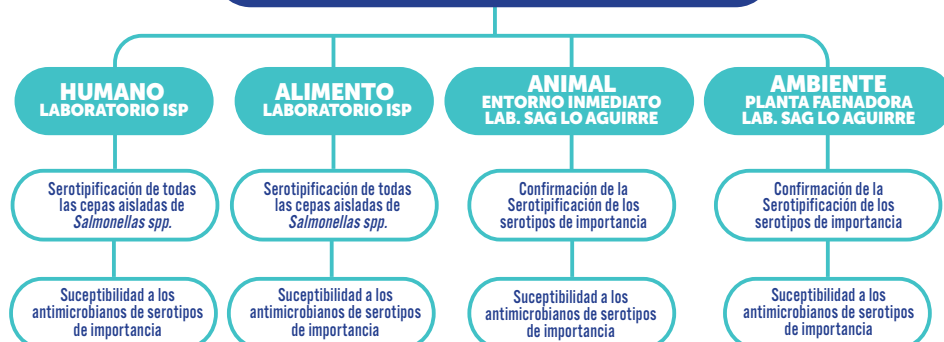 HUMANO
LABORATORIO ISP
ALIMENTO
LABORATORIO ISP
ANIMAL
ENTORNO INMEDIATO
LAB. SAG LO AGUIRRE
AMBIENTE
PLANTA FAENADORA
LAB. SAG LO AGUIRRE
Serotipificación de todas
las cepas aisladas de
Salmonellas spp.
Serotipificación de todas
las cepas aisladas de
Salmonellas spp.
Confirmación de la
Serotipificación de los
serotipos de importancia
Confirmación de la
Serotipificación de los
serotipos de importancia
Suceptibilidad a los
antimicrobianos de serotipos
de importancia
Suceptibilidad a los
antimicrobianos de serotipos
de importancia
Suceptibilidad a los
antimicrobianos de serotipos
de importancia
Suceptibilidad a los
antimicrobianos de serotipos
de importancia